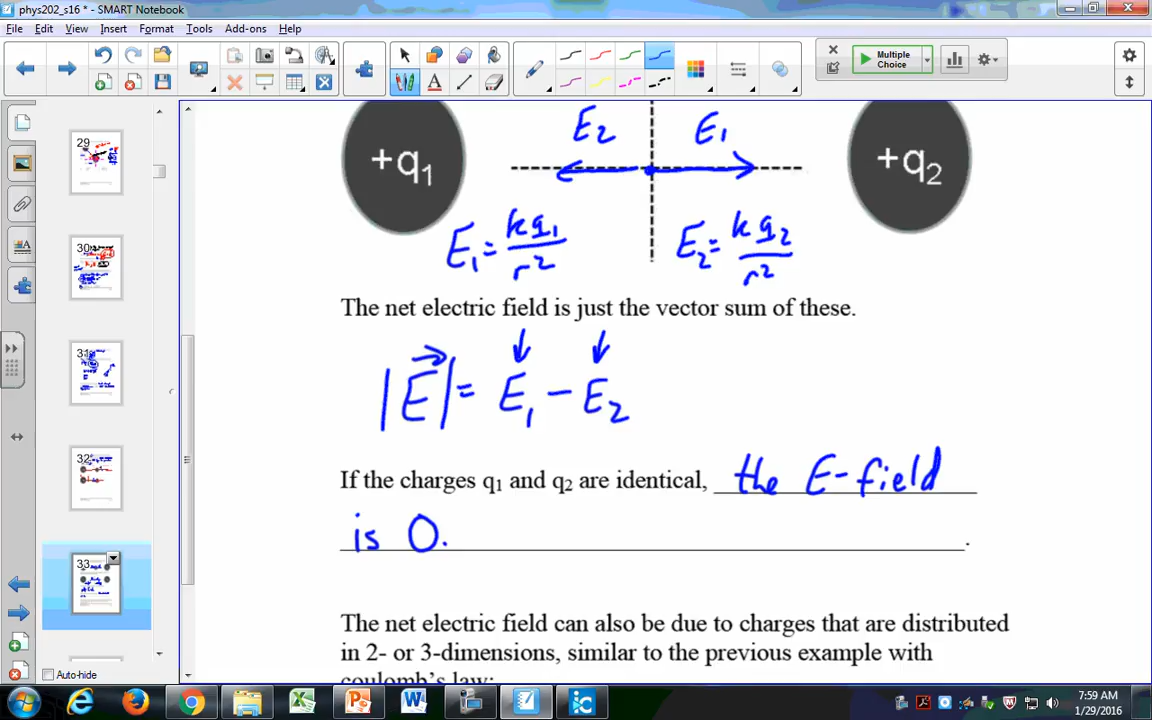 phys202_s16 * - SMART Notebook
File Edit View Insert Format Tools Add-ons Help
Multiple Choice
29
30
31
32
33
E2 E1
+q1 +q2
E1 = kq1/r² E2 = kq2/r²
The net electric field is just the vector sum of these.
|E| = E1 - E2
If the charges q1 and q2 are identical, the E-field
is 0.
The net electric field can also be due to charges that are distributed
in 2- or 3-dimensions, similar to the previous example with
coulomb's law:
Auto-hide
7:59 AM
1/29/2016